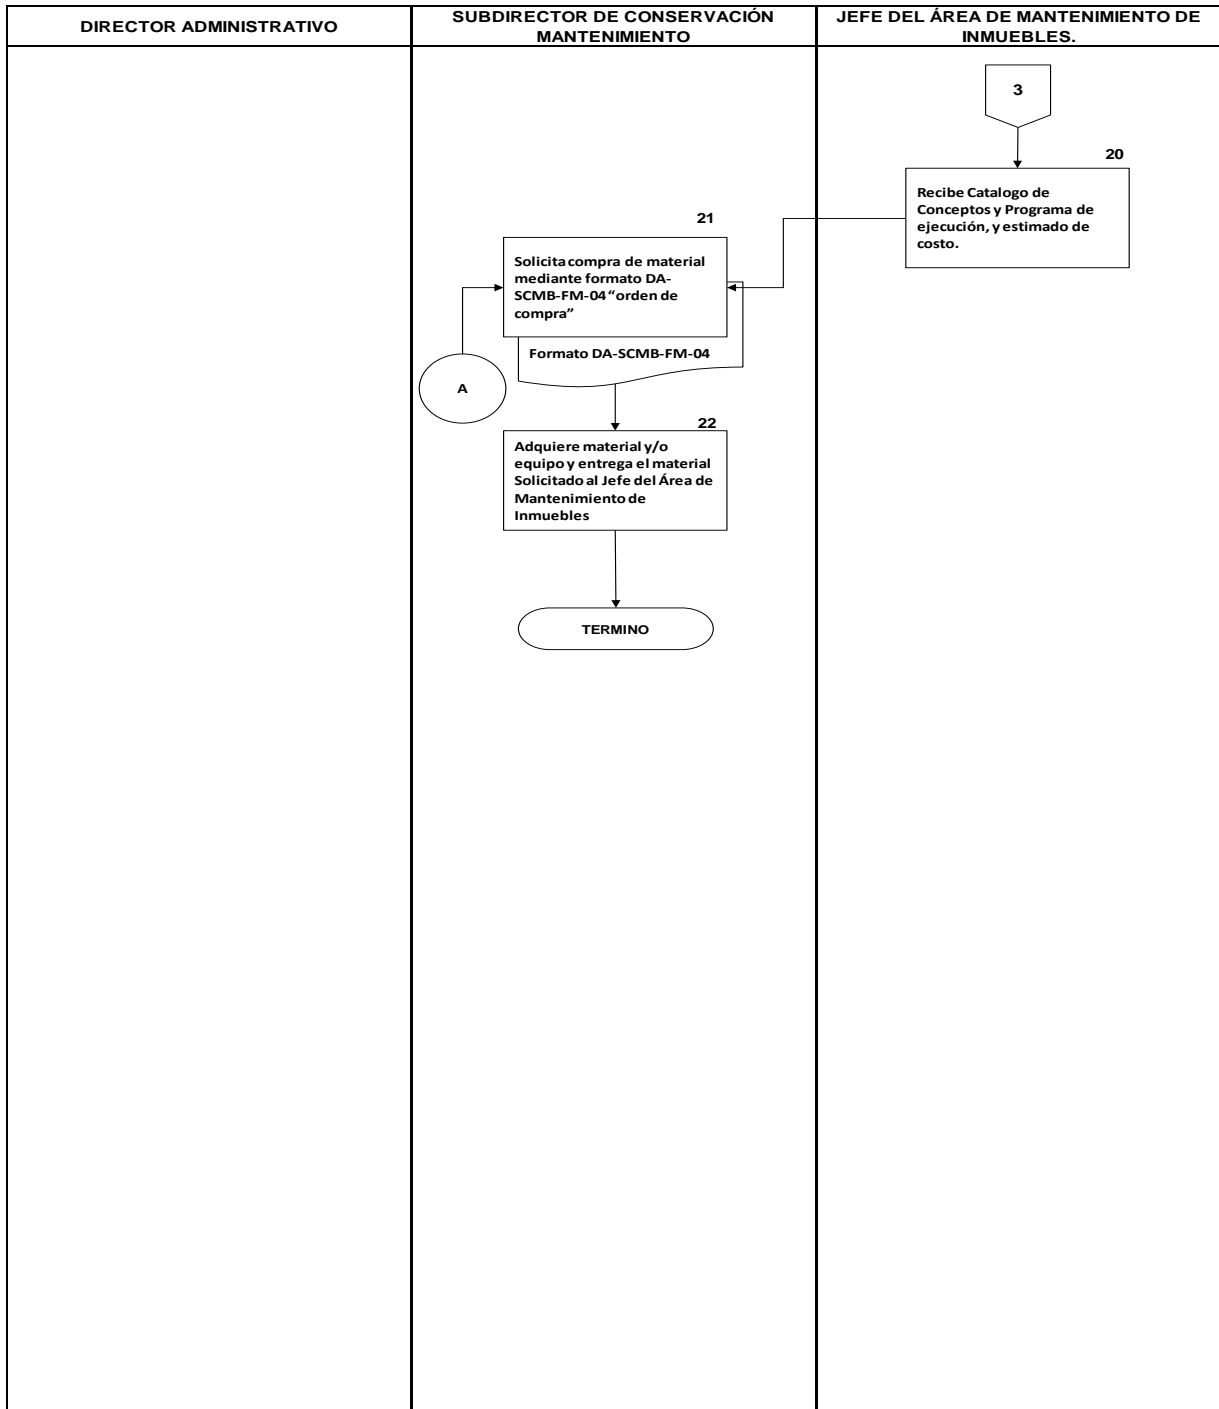 DIRECTOR ADMINISTRATIVO
SUBDIRECTOR DE CONSERVACIÓN
MANTENIMIENTO
JEFE DEL ÁREA DE MANTENIMIENTO DE
INMUEBLES.
3
20
Recibe Catalogo de
Conceptos y Programa de
ejecución, y estimado de
costo.
21
Solicita compra de material
mediante formato DA-
SCMB-FM-04 “orden de
compra”
Formato DA-SCMB-FM-04
A
22
Adquiere material y/o
equipo y entrega el material
Solicitado al Jefe del Área de
Mantenimiento de
Inmuebles
TERMINO